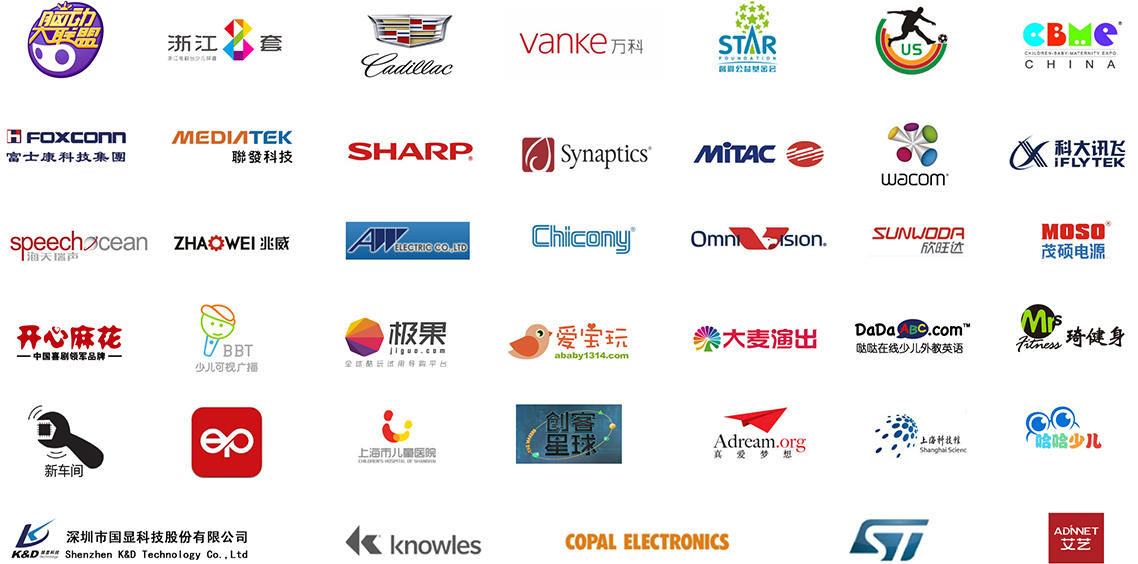 脑动
大联盟
浙江 8 套
浙江电视台少儿频道
Cadillac
vanke 万科
STAR
FOUNDATION
US
CBME®
CHILDREN-BABY-MATERNITY EXPO
CHINA
FOXCONN
富士康科技集團
MEDIATEK
聯發科技
SHARP®
Synaptics®
MiTAC
wacom®
科大讯飞
iFLYTEK
speechocean
海天瑞声
ZHAOWEI 兆威
AW ELECTRIC CO.,LTD
Chicony®
OmniVision®
SUNWODA
欣旺达
MOSO®
茂硕电源
开心麻花
中国喜剧领军品牌
BBT
少儿可视广播
极果
jiguo.com
全球酷玩试用导购平台
爱宝玩
ababy1314.com
大麦演出
DaDaABC.com™
哒哒在线少儿外教英语
Mrs
Fitness 琦健身
新车间
ep
上海市儿童医院
CHILDREN'S HOSPITAL OF SHANGHAI
创客
星球
Adream.org
真爱梦想
上海科技馆
Shanghai Scienc
哈哈少儿
K&D 国显科技
深圳市国显科技股份有限公司
Shenzhen K&D Technology Co.,Ltd
knowles
COPAL ELECTRONICS
ST
ADiNNET
艾艺